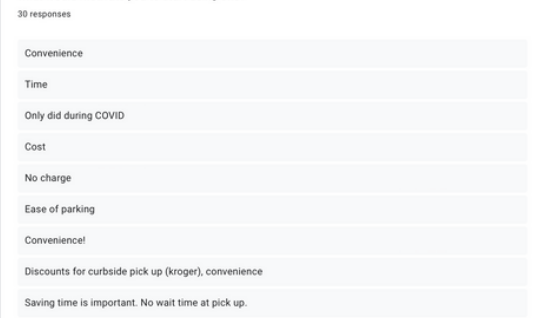 30 responses
Convenience
Time
Only did during COVID
Cost
No charge
Ease of parking
Convenience!
Discounts for curbside pick up (kroger), convenience
Saving time is important. No wait time at pick up.